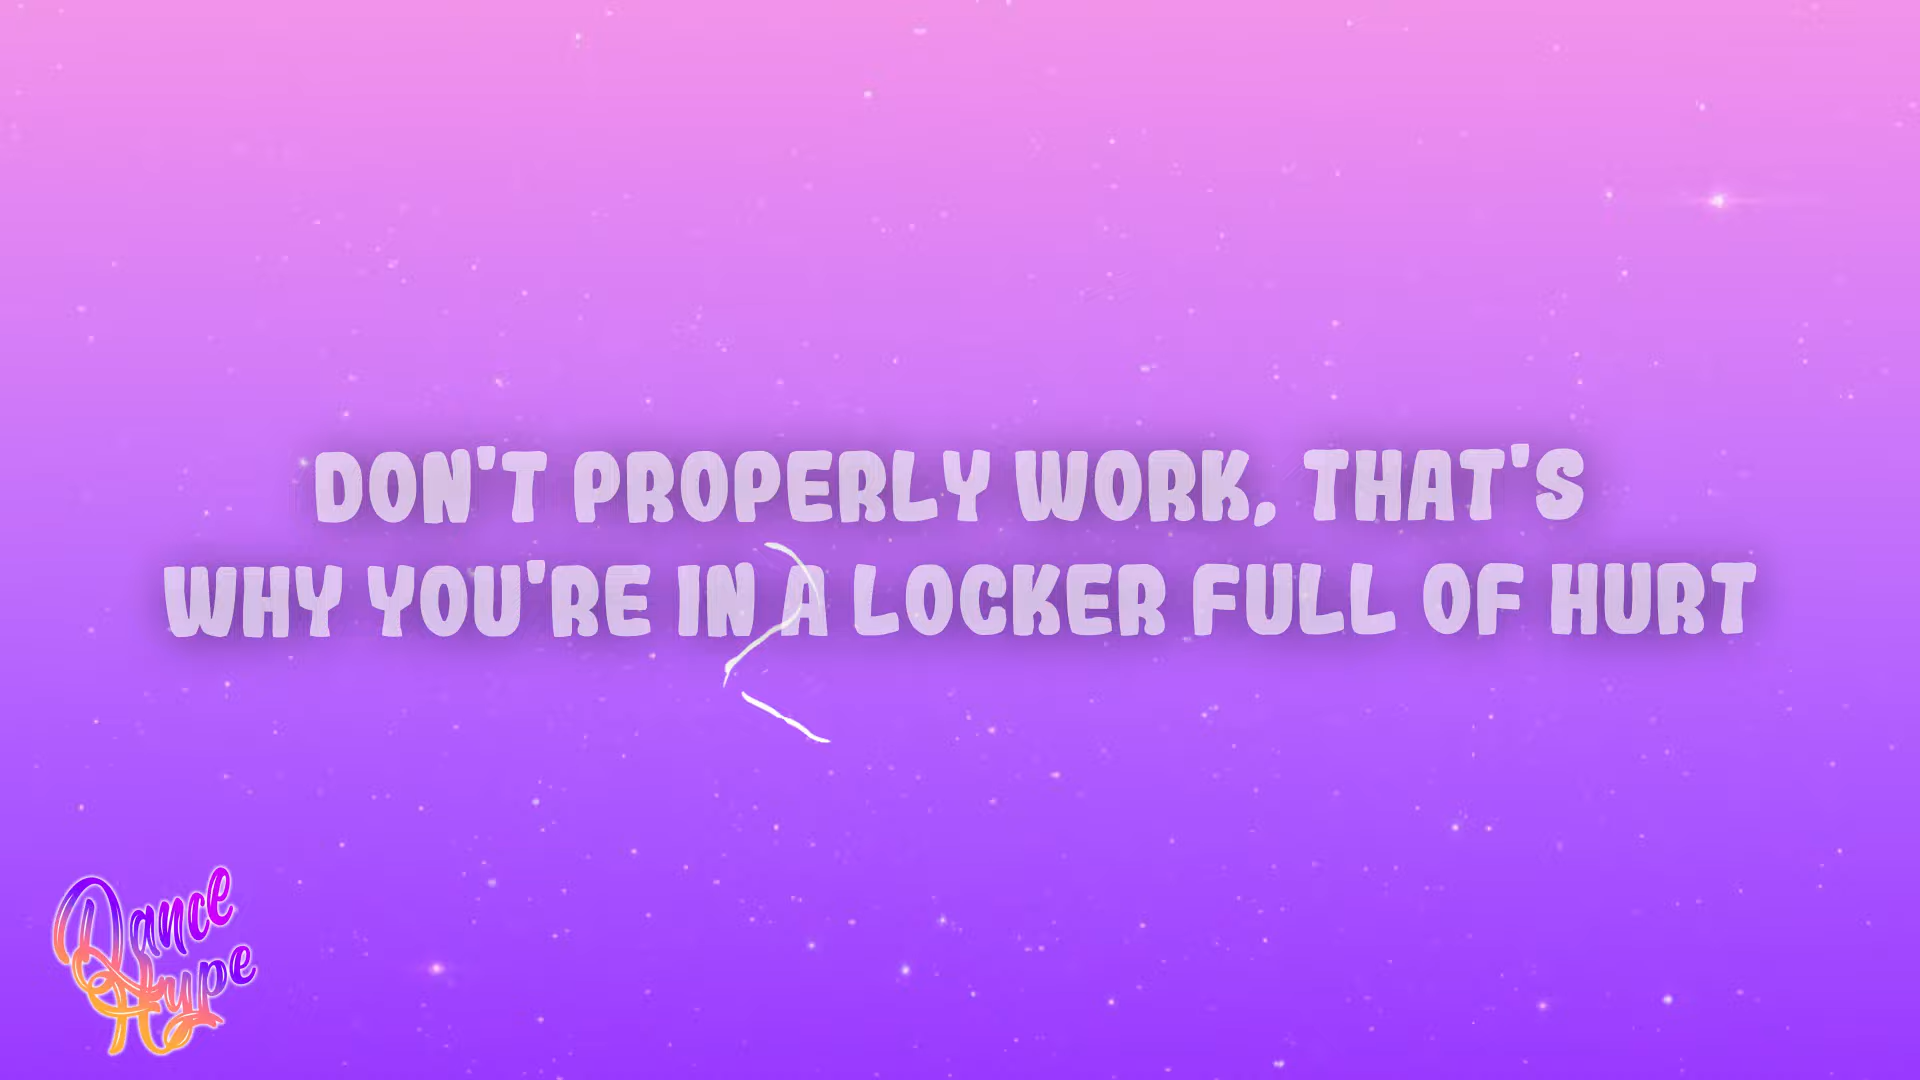 DON'T PROPERLY WORK, THAT'S
WHY YOU'RE IN A LOCKER FULL OF HURT
Dance
Hype